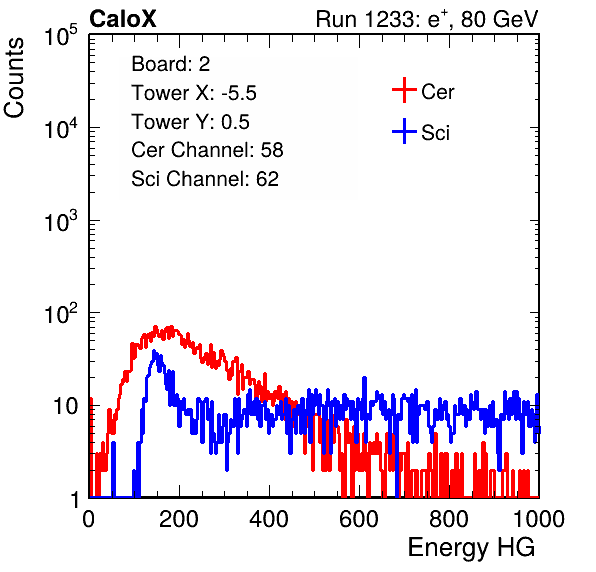 CaloX Run 1233: e+, 80 GeV
Counts
Board: 2
Tower X: -5.5
Tower Y: 0.5
Cer Channel: 58
Sci Channel: 62
Cer
Sci
10^5
10^4
10^3
10^2
10
1
0 200 400 600 800 1000
Energy HG